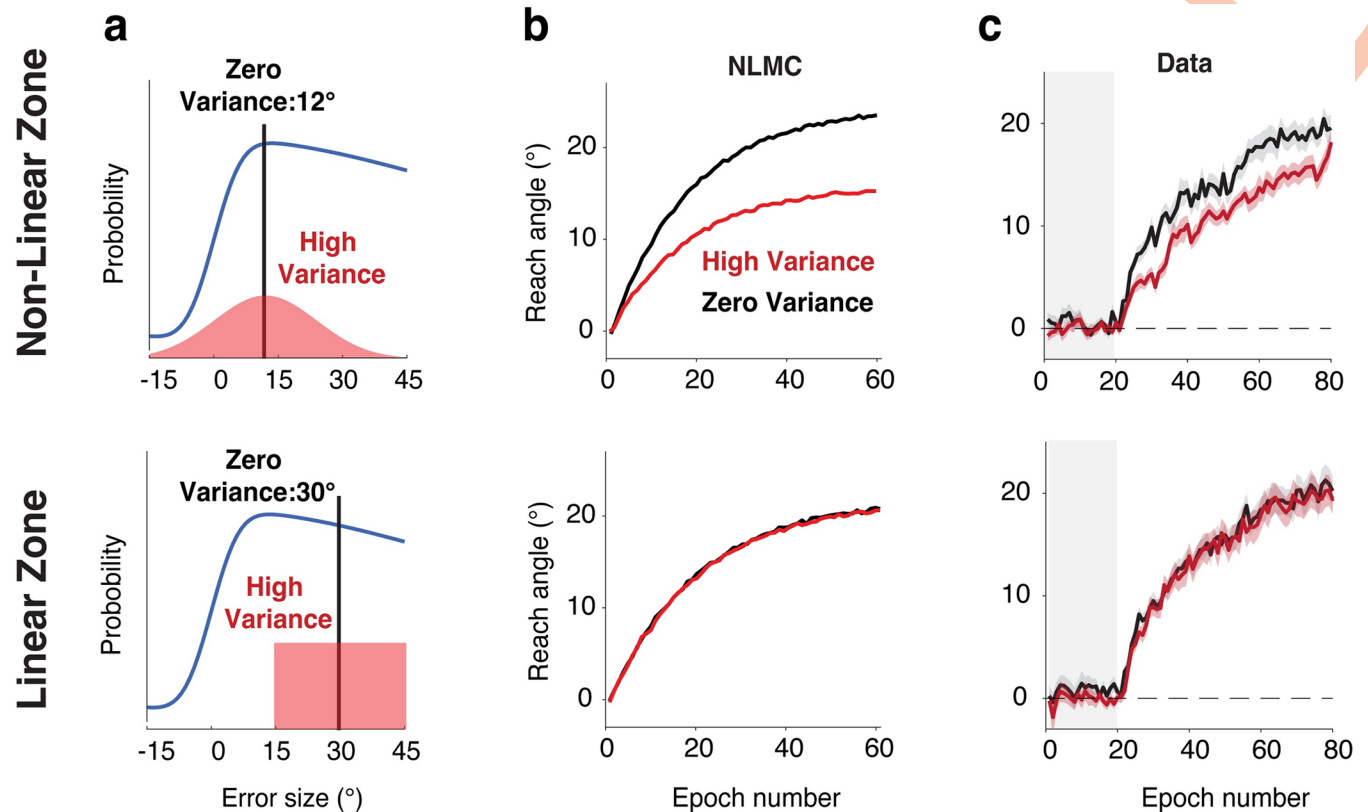 a
b
c
Non-Linear Zone
Zero
Variance:12°
High
Variance
Probability
-15
0
15
30
45
NLMC
Reach angle (°)
20
10
0
High Variance
Zero Variance
0
20
40
60
Data
20
10
0
0
20
40
60
80
Linear Zone
Zero
Variance:30°
High
Variance
Probability
-15
0
15
30
45
Error size (°)
Reach angle (°)
20
10
0
0
20
40
60
Epoch number
20
10
0
0
20
40
60
80
Epoch number